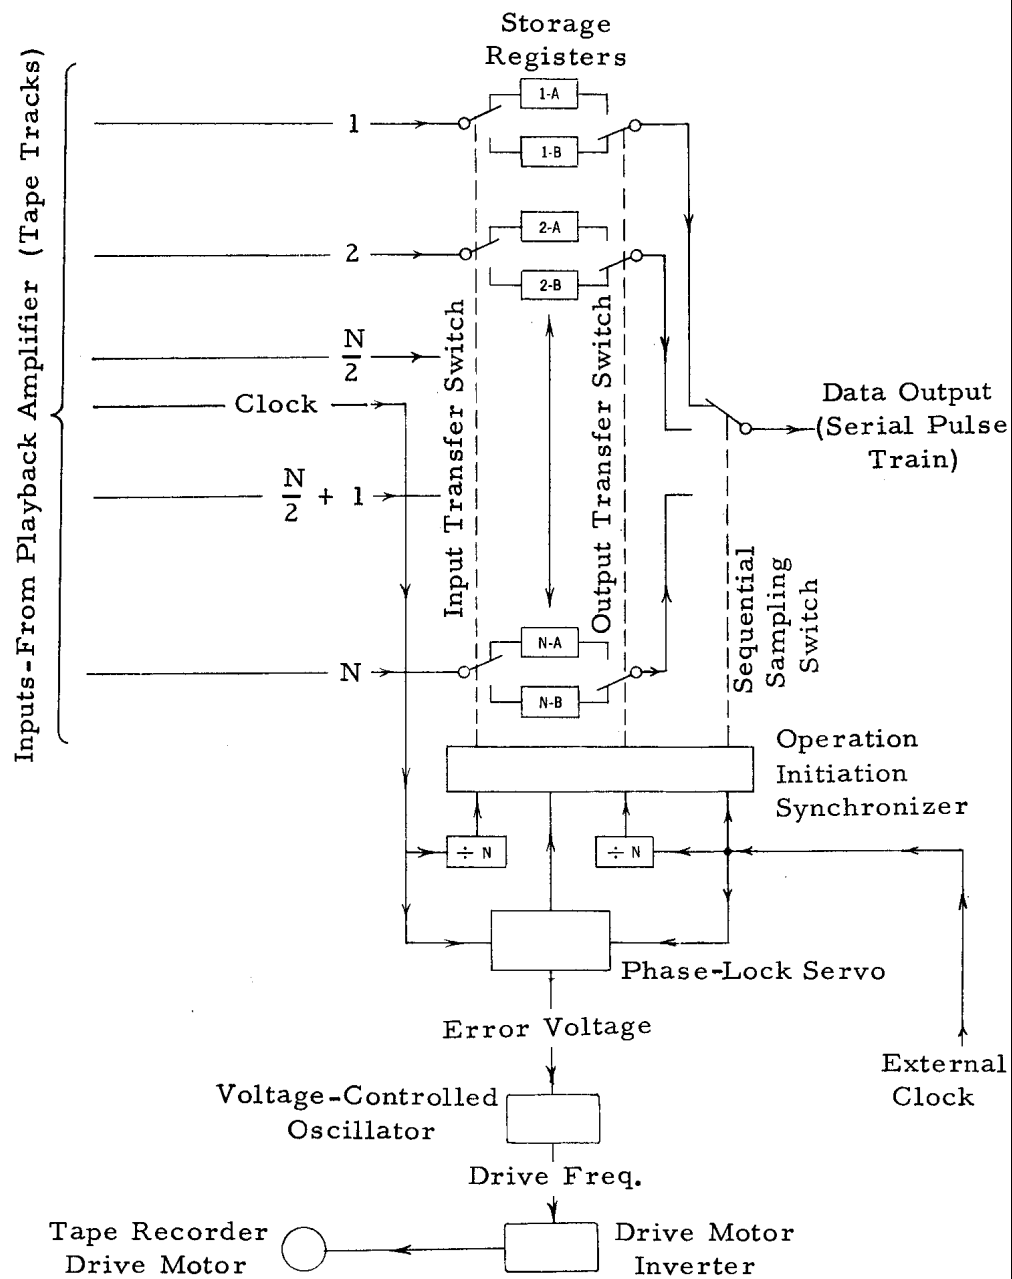 Storage
Registers
Inputs-From Playback Amplifier (Tape Tracks)
1
1-A
1-B
2
2-A
2-B
N
2
Clock
N
2
+ 1
N
N-A
N-B
Input Transfer Switch
Output Transfer Switch
Sequential
Sampling
Switch
Data Output
(Serial Pulse
Train)
Operation
Initiation
Synchronizer
÷ N
÷ N
Phase-Lock Servo
Error Voltage
External
Clock
Voltage-Controlled
Oscillator
Drive Freq.
Tape Recorder
Drive Motor
Drive Motor
Inverter